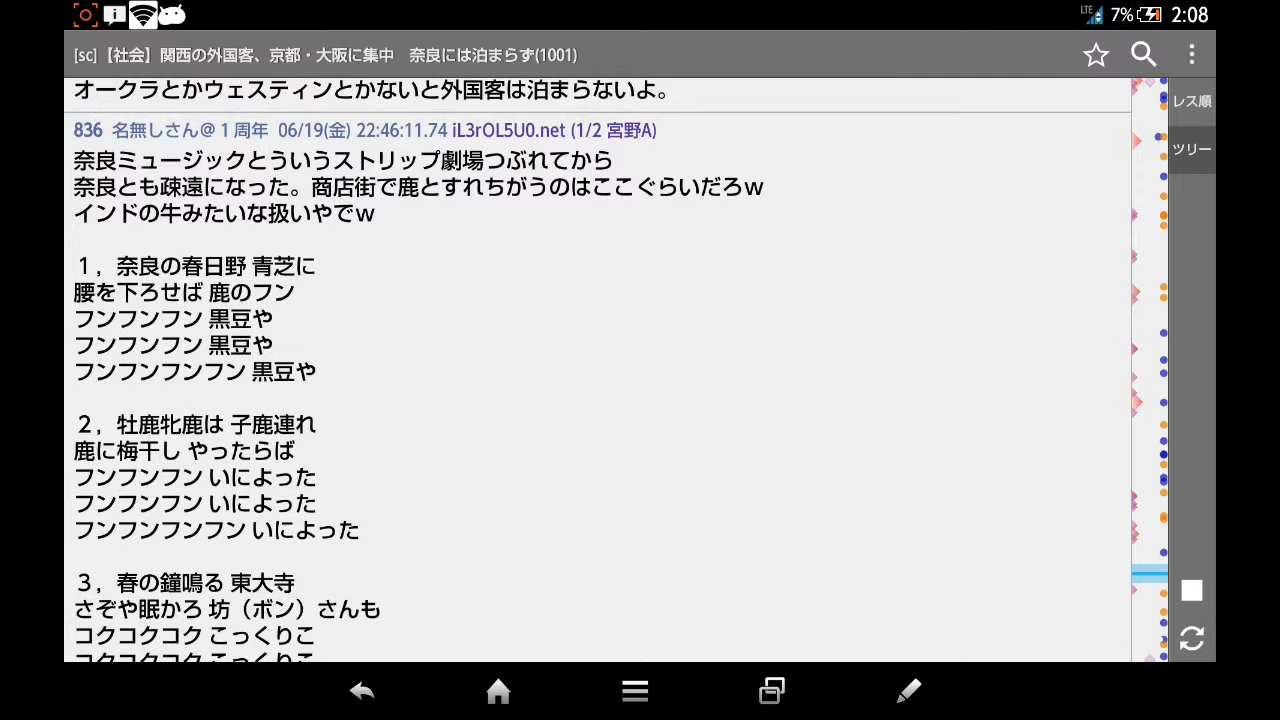 LTE 7% 2:08
[sc]【社会】関西の外国客、京都・大阪に集中　奈良には泊まらず(1001)
オークラとかウェスティンとかないと外国客は泊まらないよ。
836 名無しさん＠１周年 06/19(金) 22:46:11.74 iL3rOL5U0.net (1/2 宮野A)
奈良ミュージックとういうストリップ劇場つぶれてから
奈良とも疎遠になった。商店街で鹿とすれちがうのはここぐらいだろｗ
インドの牛みたいな扱いやでｗ
１，奈良の春日野 青芝に
腰を下ろせば 鹿のフン
フンフンフン 黒豆や
フンフンフン 黒豆や
フンフンフンフン 黒豆や
２，牡鹿牝鹿は 子鹿連れ
鹿に梅干し やったらば
フンフンフン いによった
フンフンフン いによった
フンフンフンフン いによった
３，春の鐘鳴る 東大寺
さぞや眠かろ 坊（ボン）さんも
コクコクコク こっくりこ
コクコクコク こっくりこ
レス順
ツリー